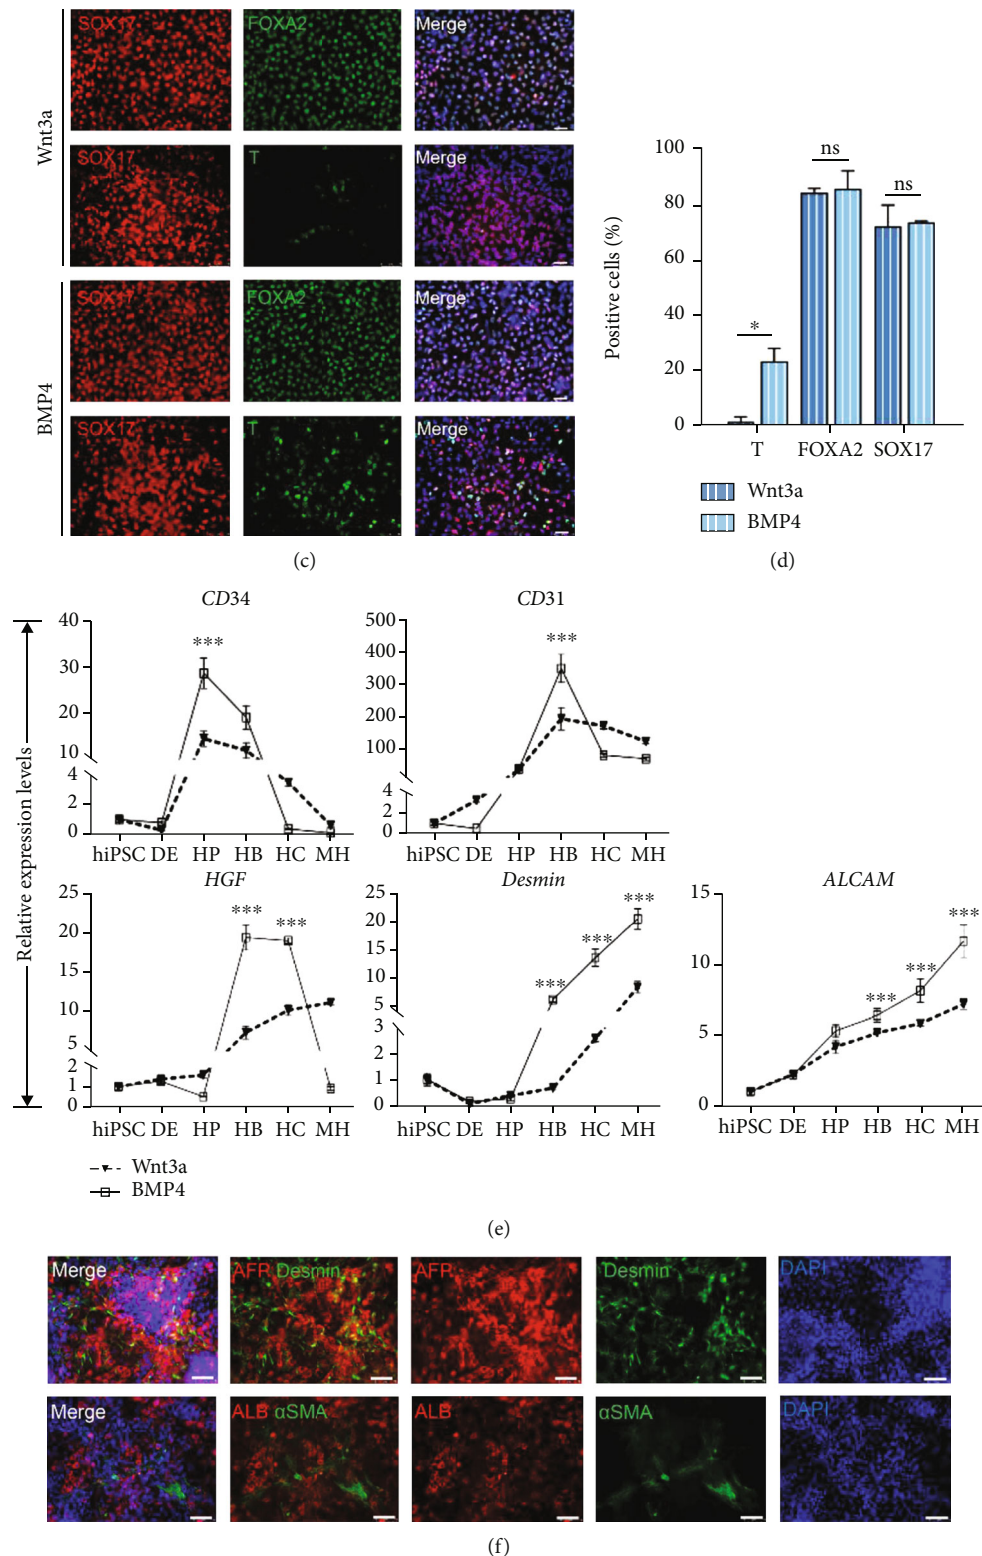 Wnt3a
SOX17 FOXA2 Merge
SOX17 T Merge
BMP4
SOX17 FOXA2 Merge
SOX17 T Merge
(c)
Positive cells (%)
100
80
60
40
20
0
* ns ns
T FOXA2 SOX17
Wnt3a
BMP4
(d)
Relative expression levels
CD34
40
30
20
10
4
2
0
***
hiPSC DE HP HB HC MH
CD31
500
400
300
200
100
4
2
0
***
hiPSC DE HP HB HC MH
HGF
25
20
15
10
5
2
1
0
*** ***
hiPSC DE HP HB HC MH
Desmin
25
20
15
10
5
3
2
1
0
*** *** ***
hiPSC DE HP HB HC MH
ALCAM
15
10
5
0
*** *** ***
hiPSC DE HP HB HC MH
Wnt3a
BMP4
(e)
Merge AFP Desmin AFP Desmin DAPI
Merge ALB αSMA ALB αSMA DAPI
(f)